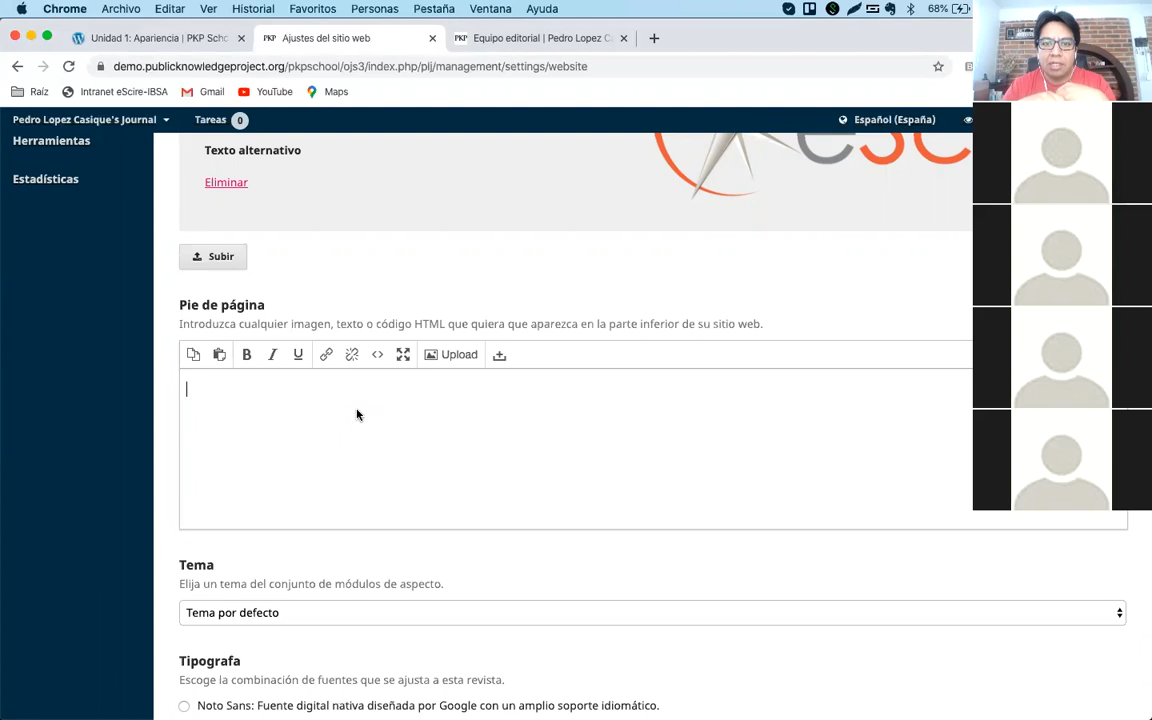 Chrome Archivo Editar Ver Historial Favoritos Personas Pestaña Ventana Ayuda 68%
Unidad 1: Apariencia | PKP Scho
PKP Ajustes del sitio web
PKP Equipo editorial | Pedro Lopez C
demo.publicknowledgeproject.org/pkpschool/ojs3/index.php/plj/management/settings/website
Raíz Intranet eScire-IBSA Gmail YouTube Maps
Pedro Lopez Casique's Journal Tareas 0 Español (España)
Herramientas
Estadísticas
Texto alternativo
Eliminar
esc
Subir
Pie de página
Introduzca cualquier imagen, texto o código HTML que quiera que aparezca en la parte inferior de su sitio web.
B I U Upload
Tema
Elija un tema del conjunto de módulos de aspecto.
Tema por defecto
Tipografa
Escoge la combinación de fuentes que se ajusta a esta revista.
Noto Sans: Fuente digital nativa diseñada por Google con un amplio soporte idiomático.